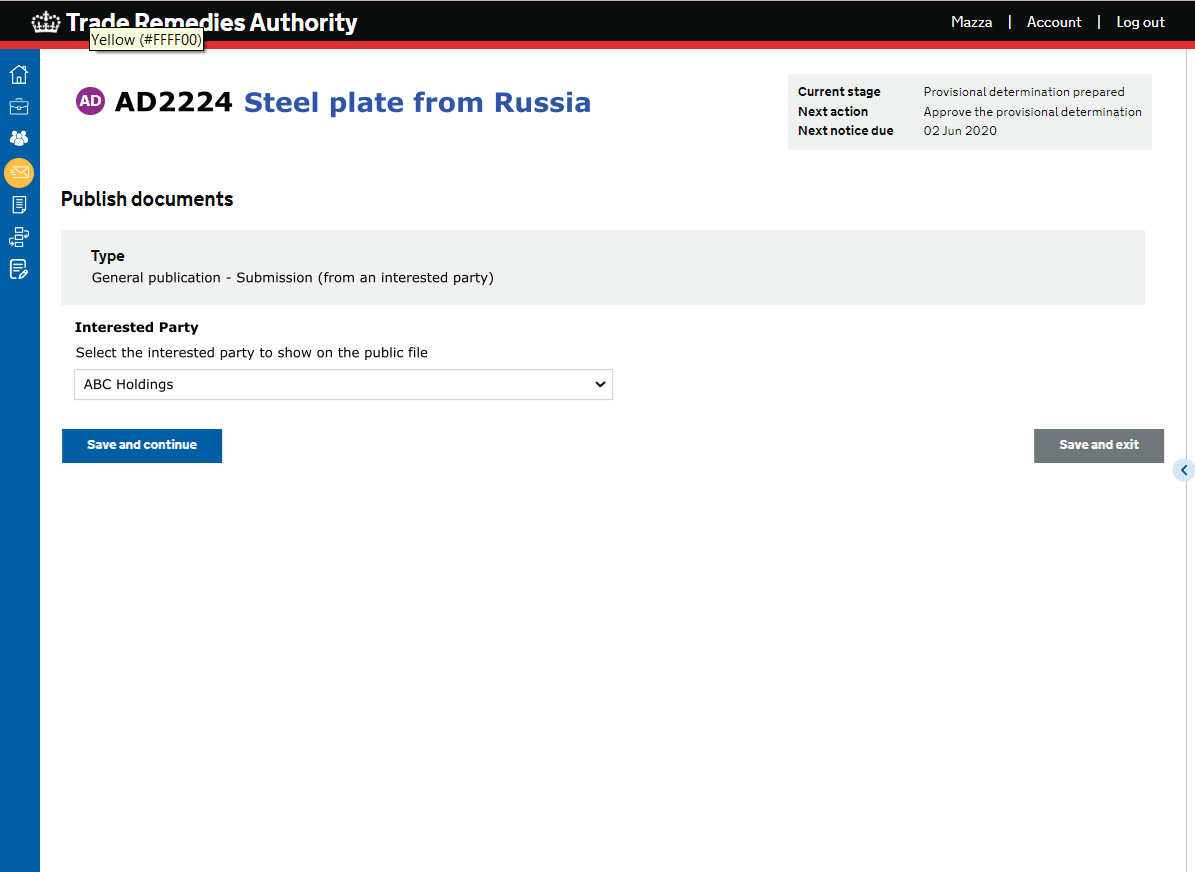 Trade Remedies Authority
Mazza | Account | Log out
Yellow (#FFFF00)
AD AD2224 Steel plate from Russia
Current stage Provisional determination prepared
Next action Approve the provisional determination
Next notice due 02 Jun 2020
Publish documents
Type
General publication - Submission (from an interested party)
Interested Party
Select the interested party to show on the public file
ABC Holdings
Save and continue
Save and exit